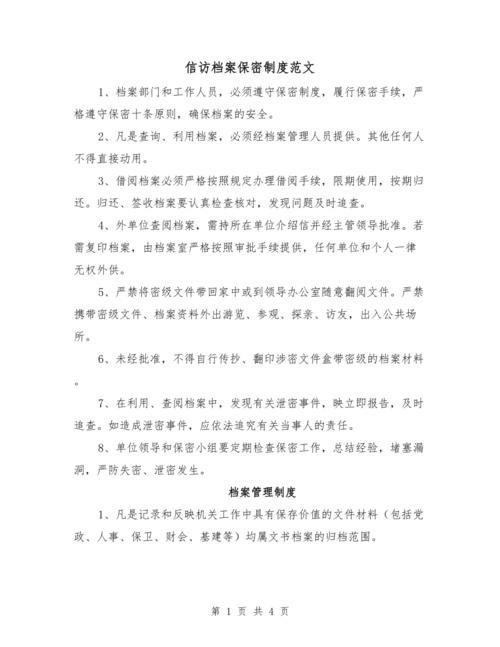 信访档案保密制度范文
1、档案部门和工作人员，必须遵守保密制度，履行保密手续，严
格遵守保密十条原则，确保档案的安全。
2、凡是查询、利用档案，必须经档案管理人员提供。其他任何人
不得直接动用。
3、借阅档案必须严格按照规定办理借阅手续，限期使用，按期归
还。归还、签收档案要认真检查核对，发现问题及时追查。
4、外单位查阅档案，需持所在单位介绍信并经主管领导批准。若
需复印档案，由档案室严格按照审批手续提供，任何单位和个人一律
无权外供。
5、严禁将密级文件带回家中或到领导办公室随意翻阅文件。严禁
携带密级文件、档案资料外出游览、参观、探亲、访友，出入公共场
所。
6、未经批准，不得自行传抄、翻印涉密文件盒带密级的档案材料
。
7、在利用、查阅档案中，发现有关泄密事件，映立即报告，及时
追查。如造成泄密事件，应依法追究有关当事人的责任。
8、单位领导和保密小组要定期检查保密工作，总结经验，堵塞漏
洞，严防失密、泄密发生。
档案管理制度
1、凡是记录和反映机关工作中具有保存价值的文件材料（包括党
政、人事、保卫、财会、基建等）均属文书档案的归档范围。
第 1 页 共 4 页